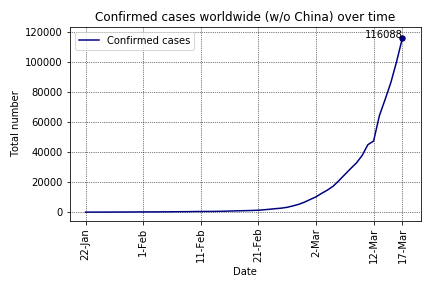 Confirmed cases worldwide (w/o China) over time
Confirmed cases
116088
Total number
120000
100000
80000
60000
40000
20000
0
22-Jan
1-Feb
11-Feb
21-Feb
2-Mar
12-Mar
17-Mar
Date